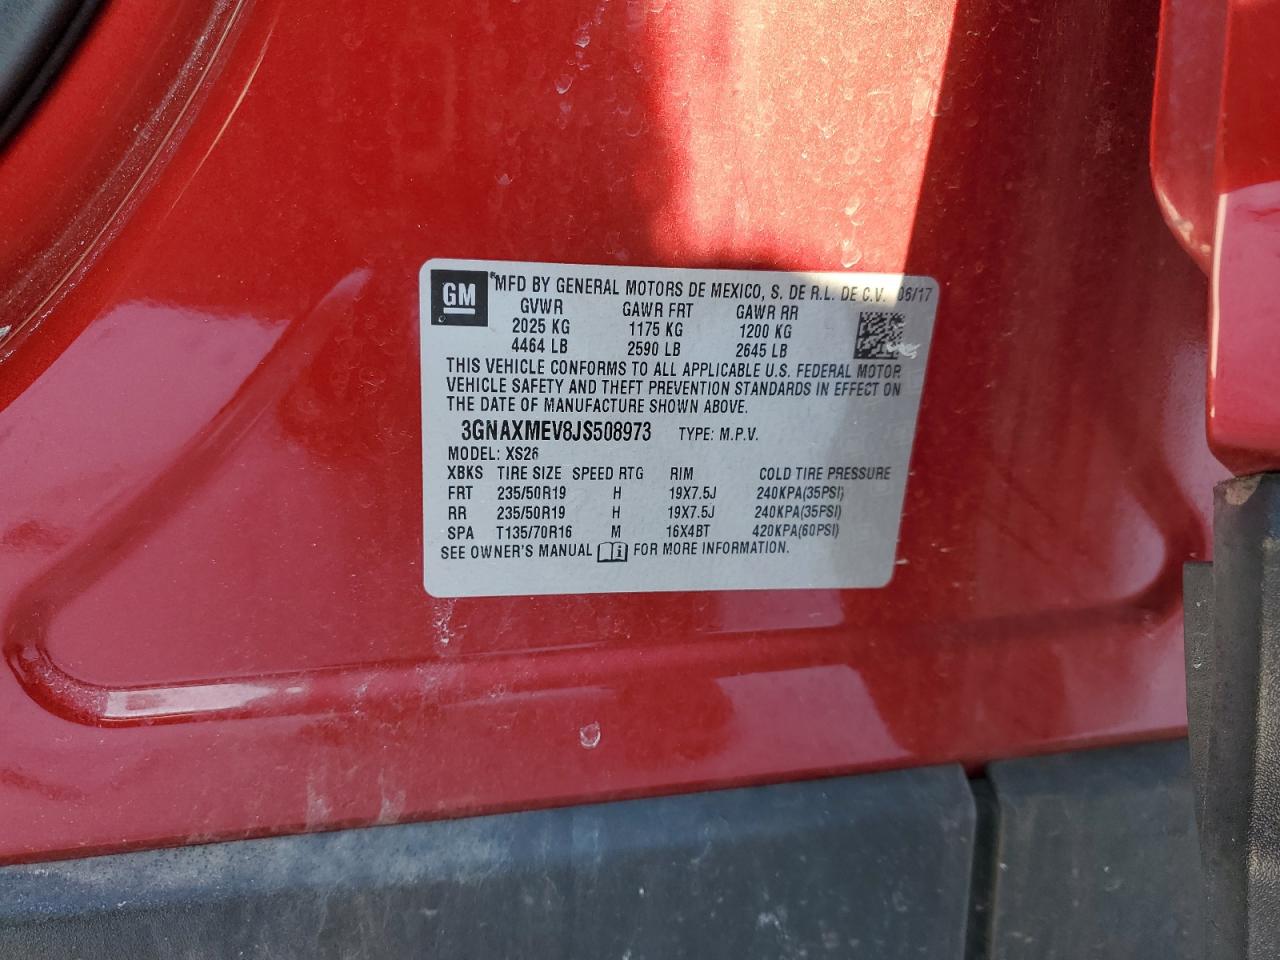 GM ®MFD BY GENERAL MOTORS DE MEXICO, S. DE R.L. DE C.V. 06/17
GVWR GAWR FRT GAWR RR
2025 KG 1175 KG 1200 KG
4464 LB 2590 LB 2645 LB
THIS VEHICLE CONFORMS TO ALL APPLICABLE U.S. FEDERAL MOTOR
VEHICLE SAFETY AND THEFT PREVENTION STANDARDS IN EFFECT ON
THE DATE OF MANUFACTURE SHOWN ABOVE.
3GNAXMEV8JS508973 TYPE: M.P.V.
MODEL: XS26
XBKS TIRE SIZE SPEED RTG RIM COLD TIRE PRESSURE
FRT 235/50R19 H 19X7.5J 240KPA(35PSI)
RR 235/50R19 H 19X7.5J 240KPA(35PSI)
SPA T135/70R16 M 16X4BT 420KPA(60PSI)
SEE OWNER'S MANUAL i FOR MORE INFORMATION.